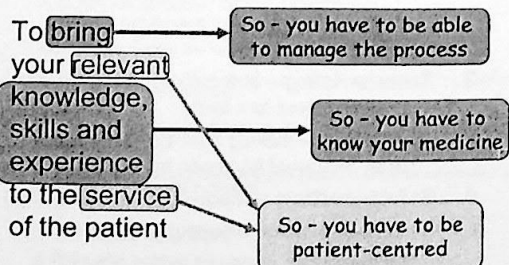 To bring
your relevant
knowledge,
skills and
experience
to the service
of the patient
So - you have to be able
to manage the process
So - you have to
know your medicine
So - you have to be
patient-centred